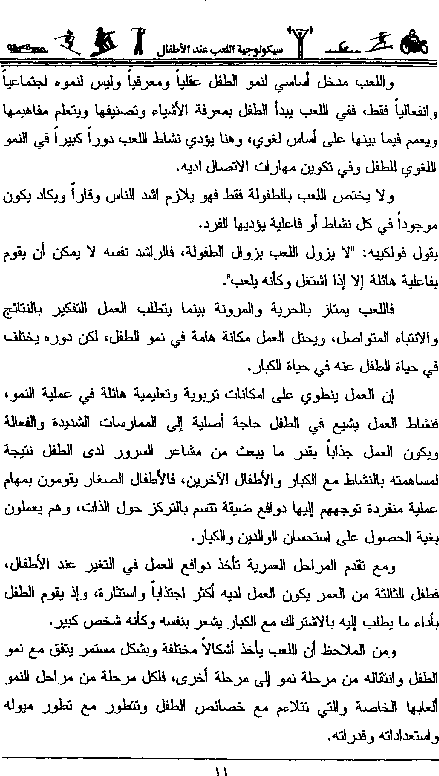 سيكولوجية اللعب عند الأطفال
واللعب مدخل أساسي لنمو الطفل عقلياً ومعرفياً وليس لنموه لجتماعياً
وانفعالياً فقط، ففي اللعب يبدأ الطفل بمعرفة الأشياء وتصنيفها ويتعلم مفاهيمها
ويعمم فيما بينها على أساس لغوي، وهنا يؤدي نشاط اللعب دوراً كبيراً في النمو
اللغوي للطفل وفي تكوين مهارات الاتصال لديه.
ولا يختص اللعب بالطفولة فقط فهو يلازم اشد الناس وقاراً ويكاد يكون
موجوداً في كل نشاط أو فاعلية يؤديها الفرد.
يقول فولكييه: "لا يزول اللعب بزوال الطفولة، فالراشد نفسه لا يمكن أن يقوم
بفاعلية هائلة إلا إذا اشتغل وكأنه يلعب".
فاللعب يمتاز بالحرية والمرونة بينما يتطلب العمل التفكير بالنتائج
والانتباه المتواصل، ويحتل العمل مكانة هامة في نمو الطفل، لكن دوره يختلف
في حياة الطفل عنه في حياة الكبار.
إن العمل ينطوي على امكانات تربوية وتعليمية هائلة في عملية النمو،
فنشاط العمل يشبع في الطفل حاجة أصلية إلى الممارسات الشديدة والفعالة
ويكون العمل جذاباً بقدر ما يبعث من مشاعر السرور لدى الطفل نتيجة
لمساهمته بالنشاط مع الكبار والأطفال الآخرين، فالأطفال الصغار يقومون بمهام
عملية منفردة توجههم إليها دوافع ضيقة تتسم بالتركز حول الذات، وهم يعملون
بغية الحصول على استحسان الوالدين والكبار.
ومع تقدم المراحل العمرية تأخذ دوافع العمل في التغير عند الأطفال،
فطفل الثالثة من العمر يكون العمل لديه أكثر اجتذاباً واستثارة، وإذ يقوم الطفل
بأداء ما يطلب إليه بالاشتراك مع الكبار يشعر بنفسه وكأنه شخص كبير.
ومن الملاحظ أن اللعب يأخذ أشكالاً مختلفة وبشكل مستمر يتفق مع نمو
الطفل وانتقاله من مرحلة نمو إلى مرحلة أخرى، فلكل مرحلة من مراحل النمو
ألعابها الخاصة والتي تتلاءم مع خصائص الطفل وتتطور مع تطور ميوله
واستعداداته وقدراته.
١١